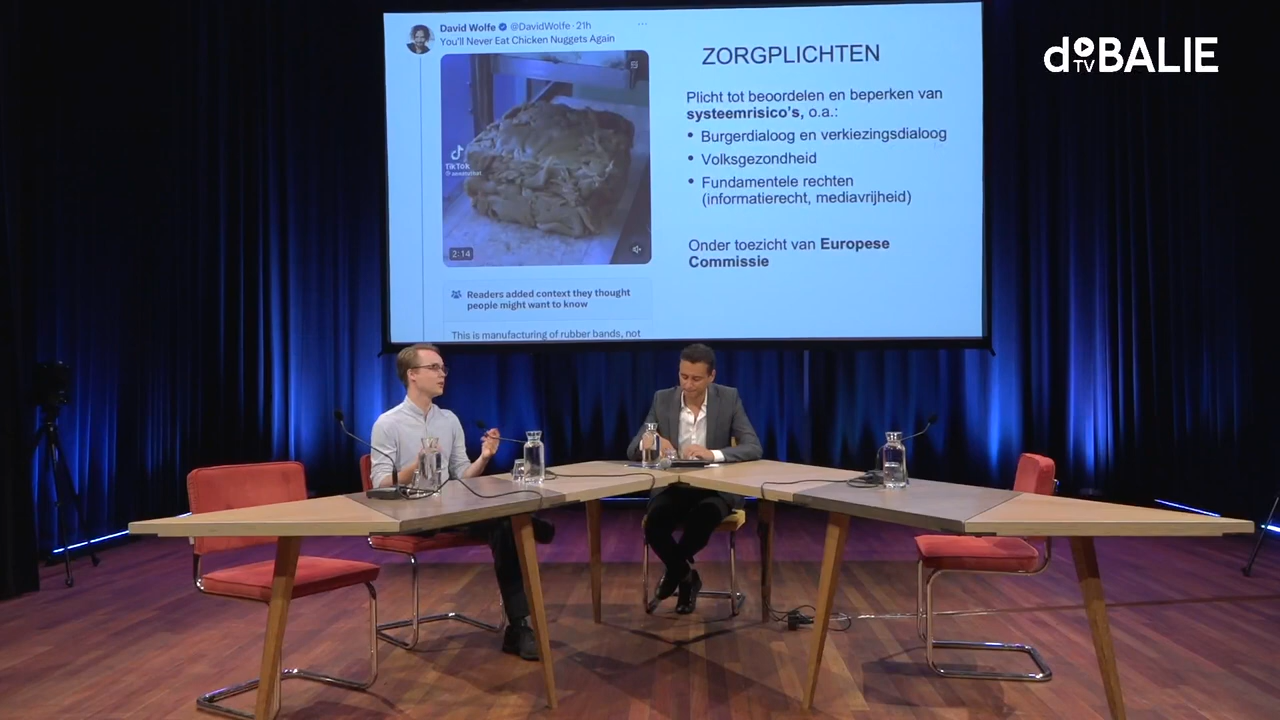 David Wolfe @DavidWolfe · 21h
You'll Never Eat Chicken Nuggets Again
TikTok
2:14
Readers added context they thought
people might want to know
This is manufacturing of rubber bands, not
ZORGPLICHTEN
Plicht tot beoordelen en beperken van
systeemrisico's, o.a.:
• Burgerdialoog en verkiezingsdialoog
• Volksgezondheid
• Fundamentele rechten
(informatierecht, mediavrijheid)
Onder toezicht van Europese
Commissie
de BALIE
TV